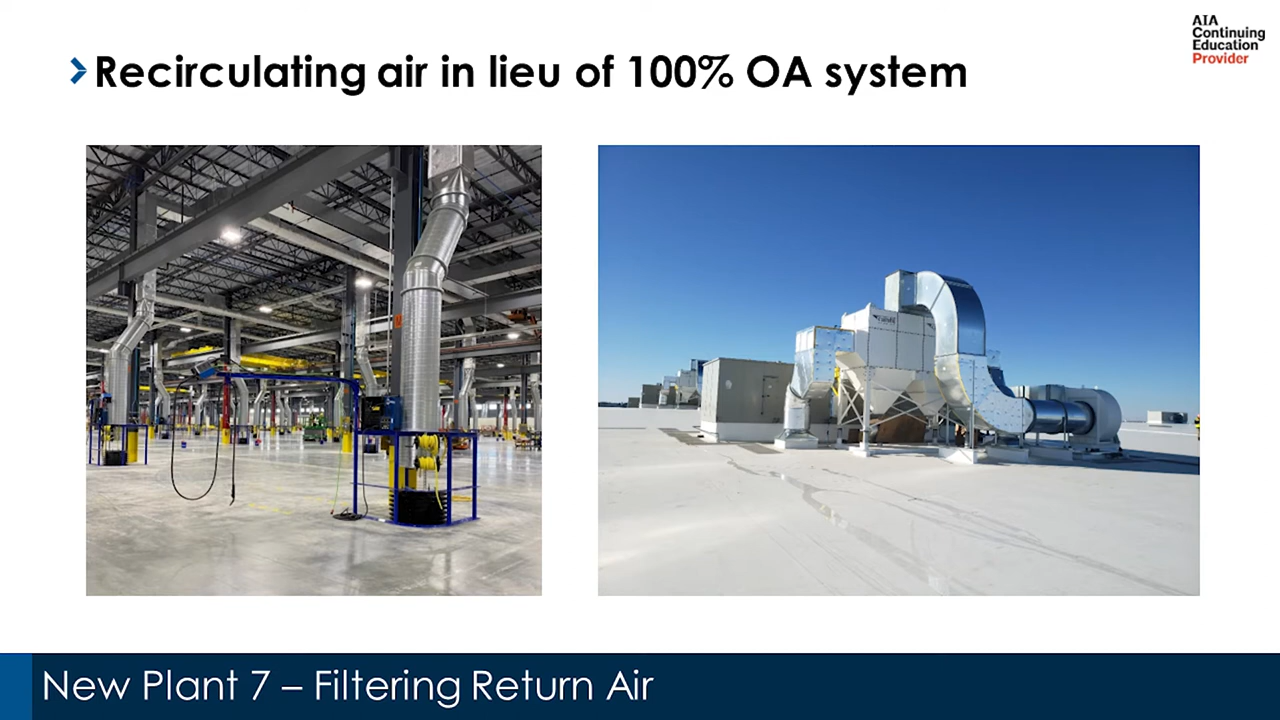 Recirculating air in lieu of 100% OA system
AIA
Continuing
Education
Provider
New Plant 7 – Filtering Return Air